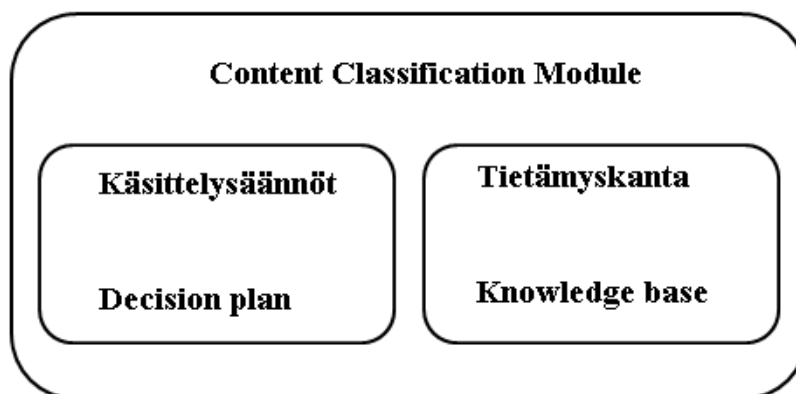 Content Classification Module
Käsittelysäännöt
Decision plan
Tietämyskanta
Knowledge base